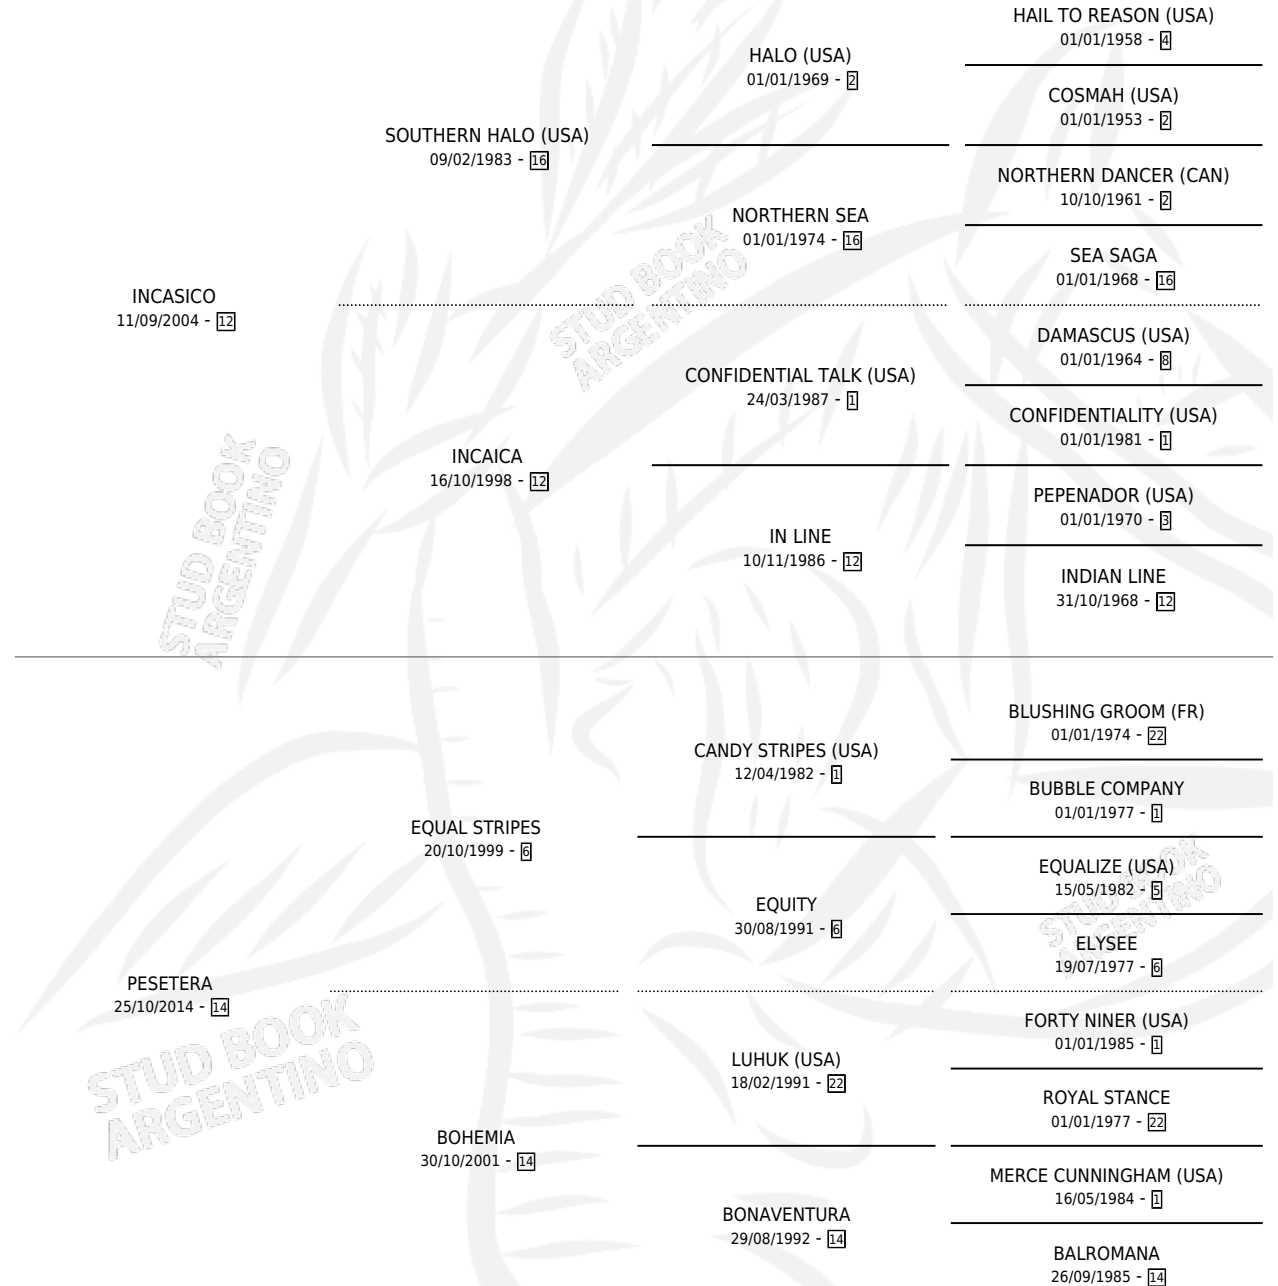 HAIL TO REASON (USA)
01/01/1958 - 4
HALO (USA)
01/01/1969 - 2
COSMAH (USA)
01/01/1953 - 2
SOUTHERN HALO (USA)
09/02/1983 - 16
NORTHERN DANCER (CAN)
10/10/1961 - 2
NORTHERN SEA
01/01/1974 - 16
SEA SAGA
01/01/1968 - 16
INCASICO
11/09/2004 - 12
STUD BOOK
ARGENTINO
DAMASCUS (USA)
01/01/1964 - 8
CONFIDENTIAL TALK (USA)
24/03/1987 - 1
CONFIDENTIALITY (USA)
01/01/1981 - 1
INCAICA
16/10/1998 - 12
PEPENADOR (USA)
01/01/1970 - 3
IN LINE
10/11/1986 - 12
INDIAN LINE
31/10/1968 - 12
STUD BOOK
ARGENTINO
BLUSHING GROOM (FR)
01/01/1974 - 22
CANDY STRIPES (USA)
12/04/1982 - 1
BUBBLE COMPANY
01/01/1977 - 1
EQUAL STRIPES
20/10/1999 - 6
EQUALIZE (USA)
15/05/1982 - 5
EQUITY
30/08/1991 - 6
ELYSEE
19/07/1977 - 6
STUD BOOK
ARGENTINO
PESETERA
25/10/2014 - 14
FORTY NINER (USA)
01/01/1985 - 1
LUHUK (USA)
18/02/1991 - 22
ROYAL STANCE
01/01/1977 - 22
STUD BOOK
ARGENTINO
BOHEMIA
30/10/2001 - 14
MERCE CUNNINGHAM (USA)
16/05/1984 - 1
BONAVENTURA
29/08/1992 - 14
BALROMANA
26/09/1985 - 14